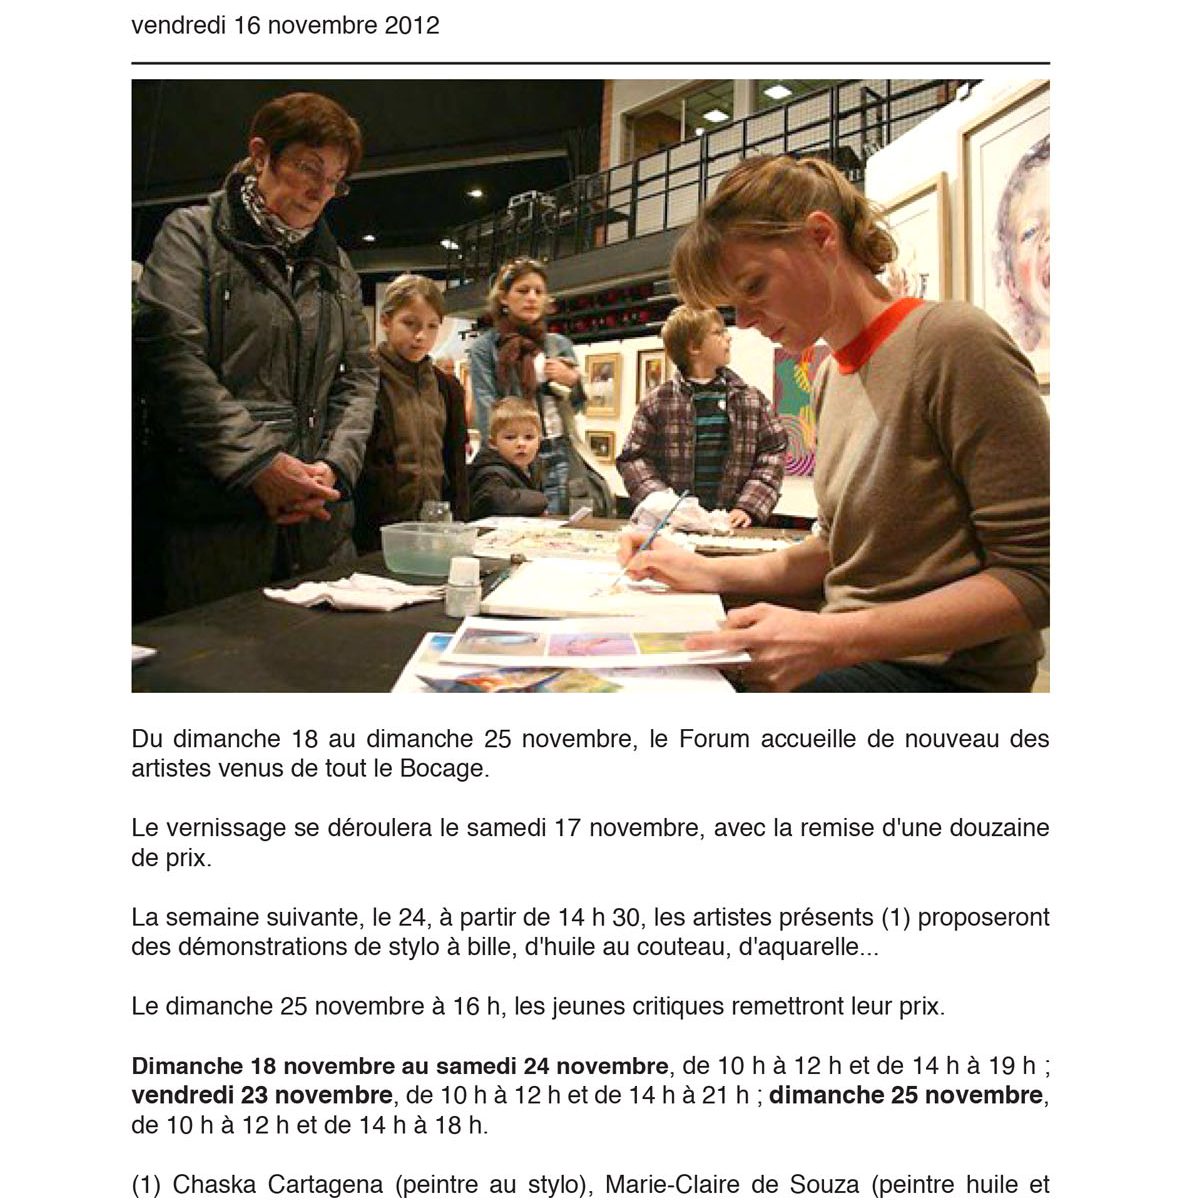 vendredi 16 novembre 2012
Du dimanche 18 au dimanche 25 novembre, le Forum accueille de nouveau des
artistes venus de tout le Bocage.
Le vernissage se déroulera le samedi 17 novembre, avec la remise d'une douzaine
de prix.
La semaine suivante, le 24, à partir de 14 h 30, les artistes présents (1) proposeront
des démonstrations de stylo à bille, d'huile au couteau, d'aquarelle...
Le dimanche 25 novembre à 16 h, les jeunes critiques remettront leur prix.
Dimanche 18 novembre au samedi 24 novembre, de 10 h à 12 h et de 14 h à 19 h ;
vendredi 23 novembre, de 10 h à 12 h et de 14 h à 21 h ; dimanche 25 novembre,
de 10 h à 12 h et de 14 h à 18 h.
(1) Chaska Cartagena (peintre au stylo), Marie-Claire de Souza (peintre huile et